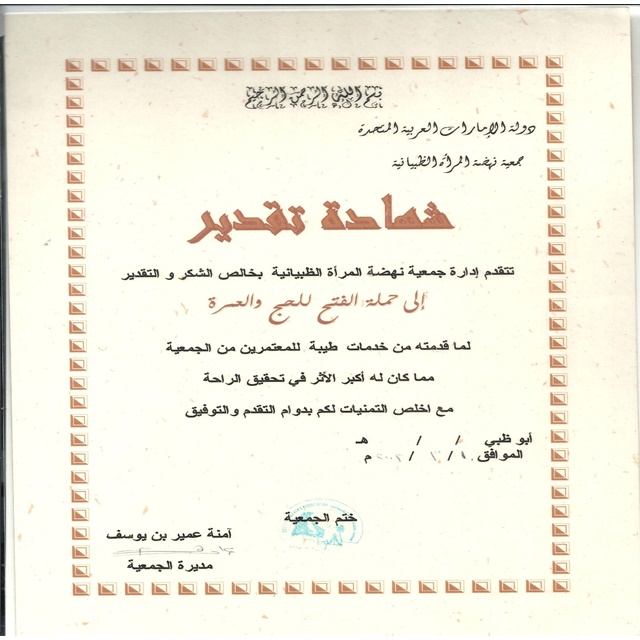 بسم الله الرحمن الرحيم
دولة الإمارات العربية المتحدة
جمعية نهضة المرأة الظبيانية
شهادة تقدير
تتقدم إدارة جمعية نهضة المرأة الظبيانية بخالص الشكر و التقدير
إلى حملة الفتح للحج والعمرة
لما قدمته من خدمات طيبة للمعتمرين من الجمعية
مما كان له أكبر الأثر في تحقيق الراحة
مع اخلص التمنيات لكم بدوام التقدم والتوفيق
أبو ظبي / / هـ
الموافق / / م
ختم الجمعية
آمنة عمير بن يوسف
مديرة الجمعية